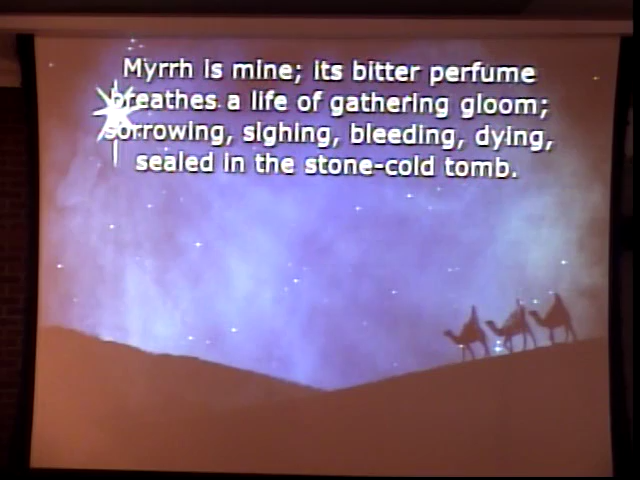 Myrrh is mine; its bitter perfume
breathes a life of gathering gloom;
sorrowing, sighing, bleeding, dying,
sealed in the stone-cold tomb.